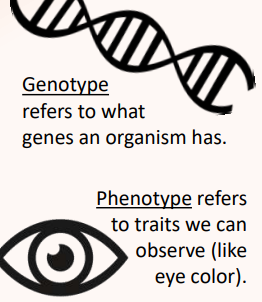 Genotype
refers to what
genes an organism has.
Phenotype refers
to traits we can
observe (like
eye color).